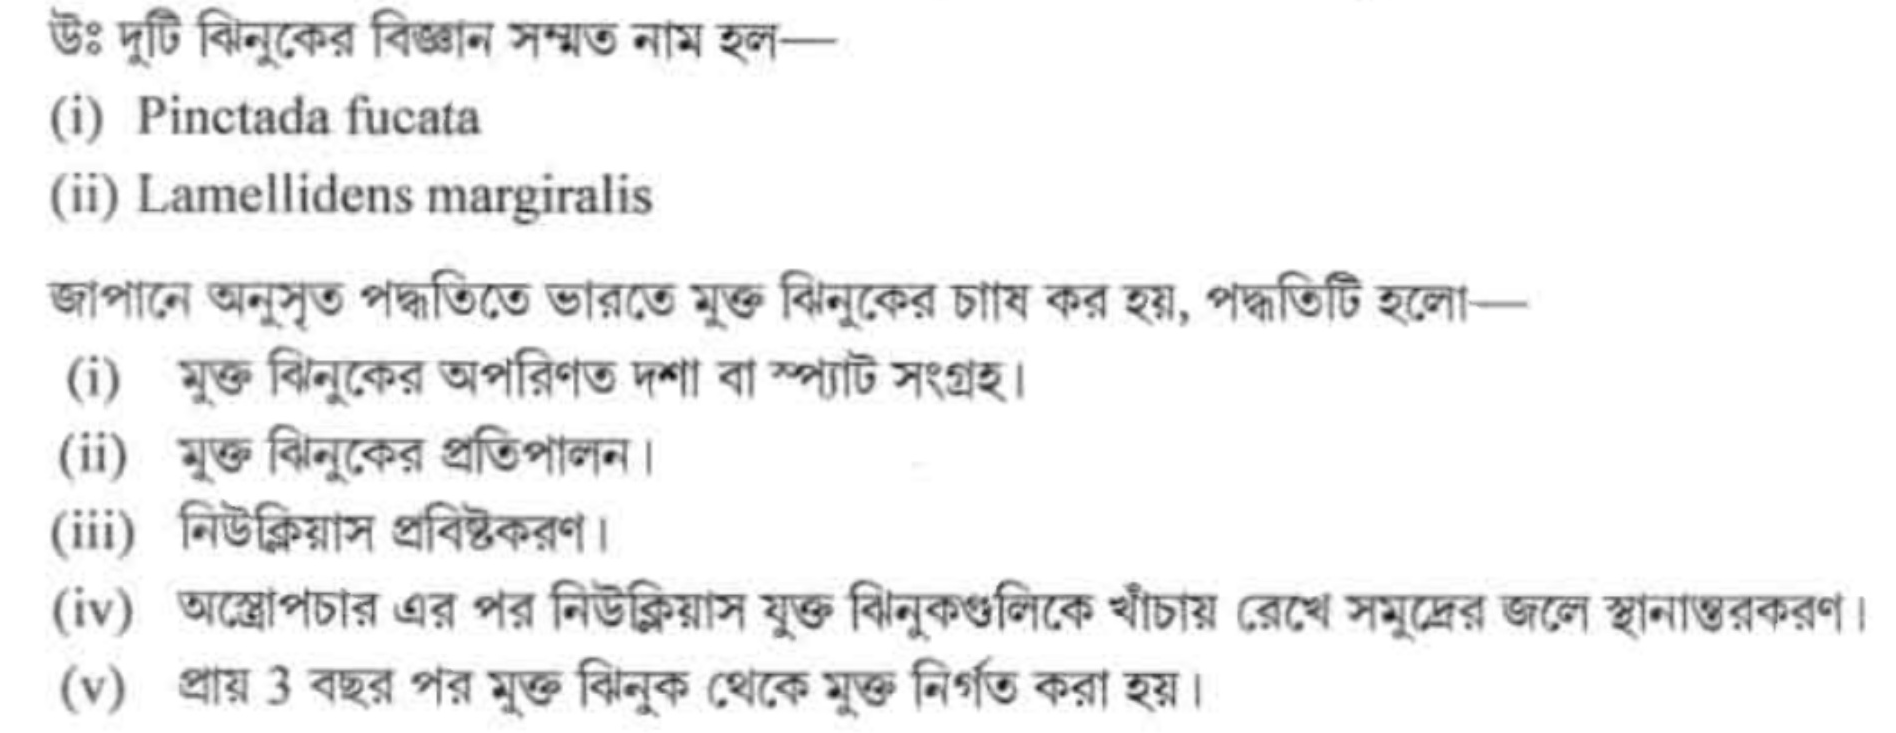 উঃ দুটি ঝিনুকের বিজ্ঞান সম্মত নাম হল—
(i) Pinctada fucata
(ii) Lamellidens margiralis
জাপানে অনুসৃত পদ্ধতিতে ভারতে মুক্ত ঝিনুকের চাাষ কর হয়, পদ্ধতিটি হলো—
(i) মুক্ত ঝিনুকের অপরিণত দশা বা স্প্যাট সংগ্রহ।
(ii) মুক্ত ঝিনুকের প্রতিপালন।
(iii) নিউক্লিয়াস প্রবিষ্টকরণ।
(iv) অস্ত্রোপচার এর পর নিউক্লিয়াস যুক্ত ঝিনুকগুলিকে খাঁচায় রেখে সমুদ্রের জলে স্থানান্তরকরণ।
(v) প্রায় 3 বছর পর মুক্ত ঝিনুক থেকে মুক্ত নির্গত করা হয়।